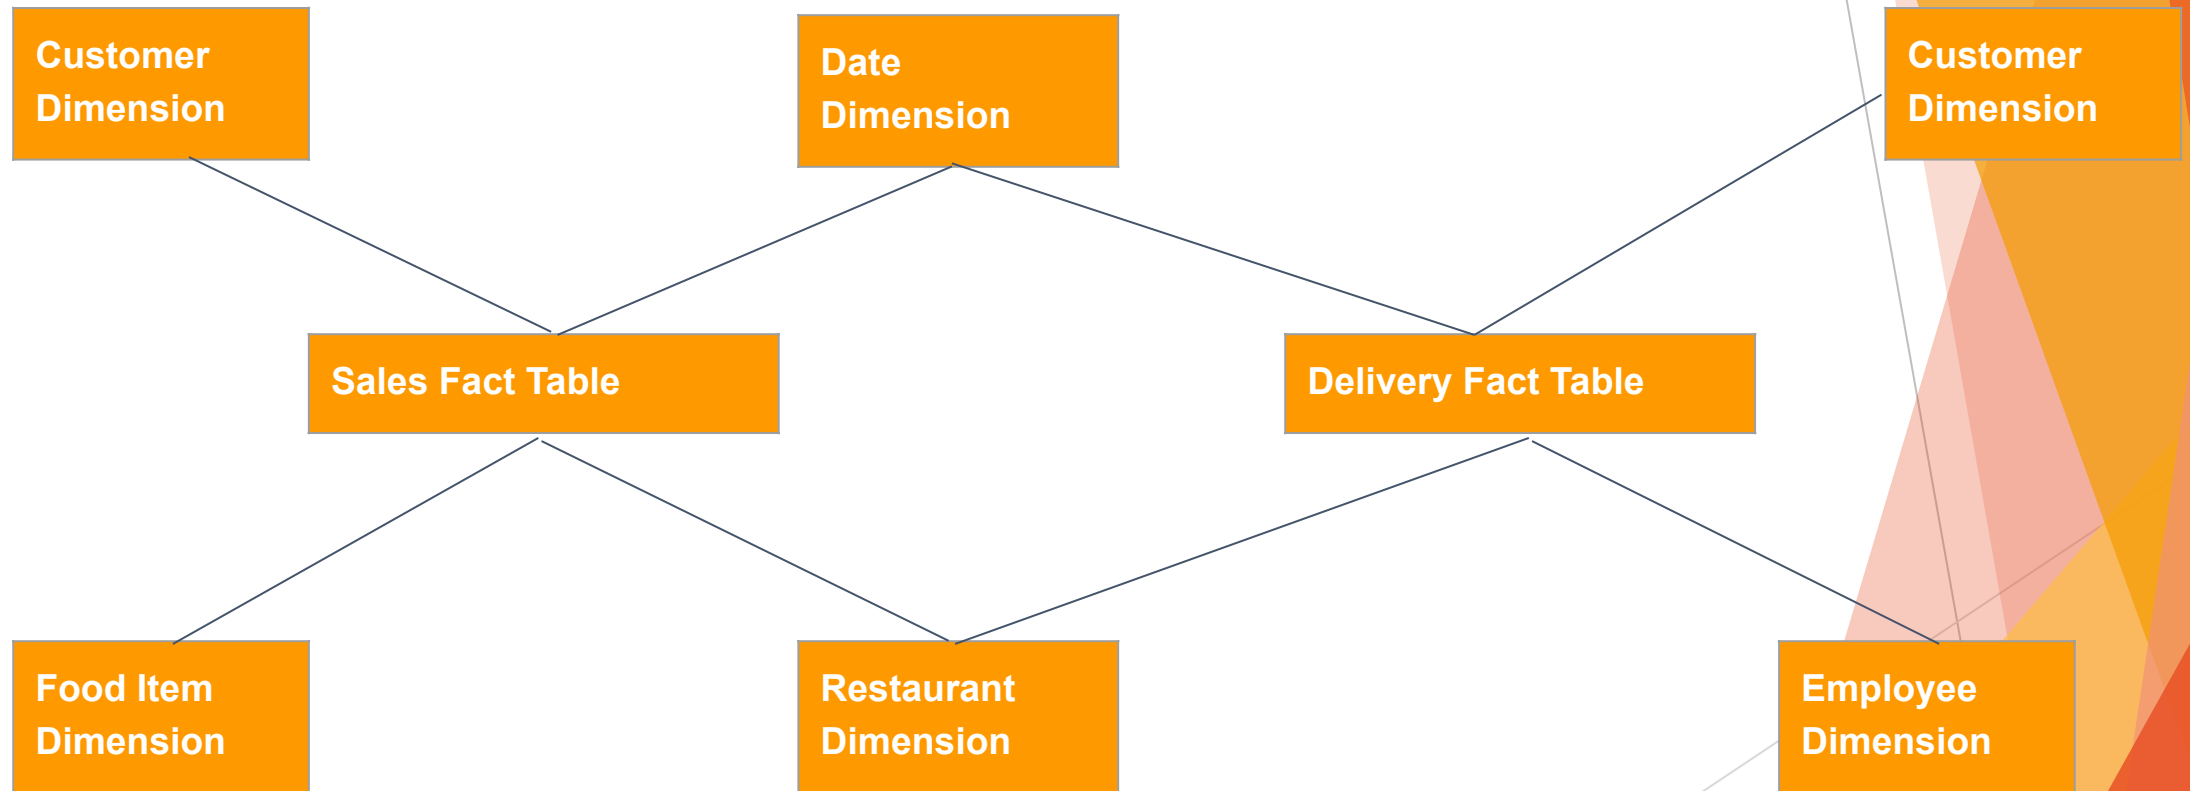 Customer
Dimension
Date
Dimension
Customer
Dimension
Sales Fact Table
Delivery Fact Table
Food Item
Dimension
Restaurant
Dimension
Employee
Dimension